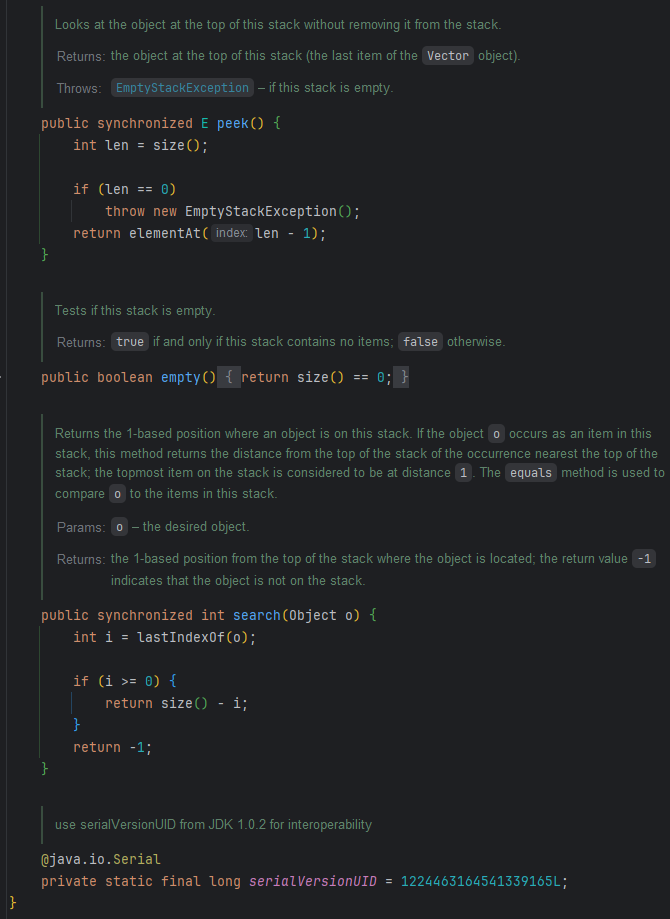 Looks at the object at the top of this stack without removing it from the stack.
Returns: the object at the top of this stack (the last item of the Vector object).
Throws: EmptyStackException – if this stack is empty.
public synchronized E peek() {
int len = size();
if (len == 0)
throw new EmptyStackException();
return elementAt( index: len - 1);
}
Tests if this stack is empty.
Returns: true if and only if this stack contains no items; false otherwise.
public boolean empty() { return size() == 0; }
Returns the 1-based position where an object is on this stack. If the object o occurs as an item in this
stack, this method returns the distance from the top of the stack of the occurrence nearest the top of the
stack; the topmost item on the stack is considered to be at distance 1. The equals method is used to
compare o to the items in this stack.
Params: o – the desired object.
Returns: the 1-based position from the top of the stack where the object is located; the return value -1
indicates that the object is not on the stack.
public synchronized int search(Object o) {
int i = lastIndexOf(o);
if (i >= 0) {
return size() - i;
}
return -1;
}
use serialVersionUID from JDK 1.0.2 for interoperability
@java.io.Serial
private static final long serialVersionUID = 1224463164541339165L;
}